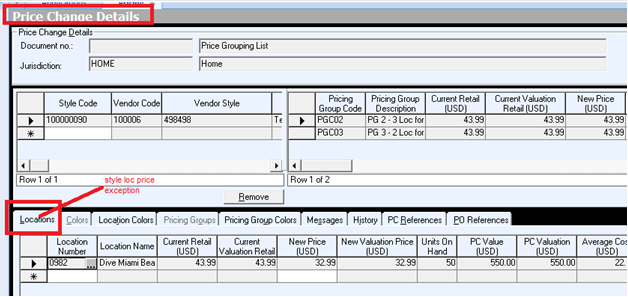 Price Change Details
Price Change Details
Document no.: Price Grouping List
Jurisdiction: HOME Home
Style Code Vendor Code Vendor Style
100000090 100006 498498 Te
Row 1 of 1
Remove
Pricing Group Code Pricing Group Description Current Retail (USD) Current Valuation Retail (USD) New Price (USD)
PGC02 PG 2 - 3 Loc for 43.99 43.99 43.99
PGC03 PG 3 - 2 Loc for 43.99 43.99 43.99
Row 1 of 2
style loc price
exception
Locations Colors Location Colors Pricing Groups Pricing Group Colors Messages History PC References PO References
Location Number Location Name Current Retail (USD) Current Valuation Retail New Price (USD) New Valuation Price (USD) Units On Hand PC Value (USD) PC Valuation (USD) Average Cos (USD)
0982 ... Dive Miami Bea 43.99 43.99 32.99 32.99 50 550.00 550.00 22.